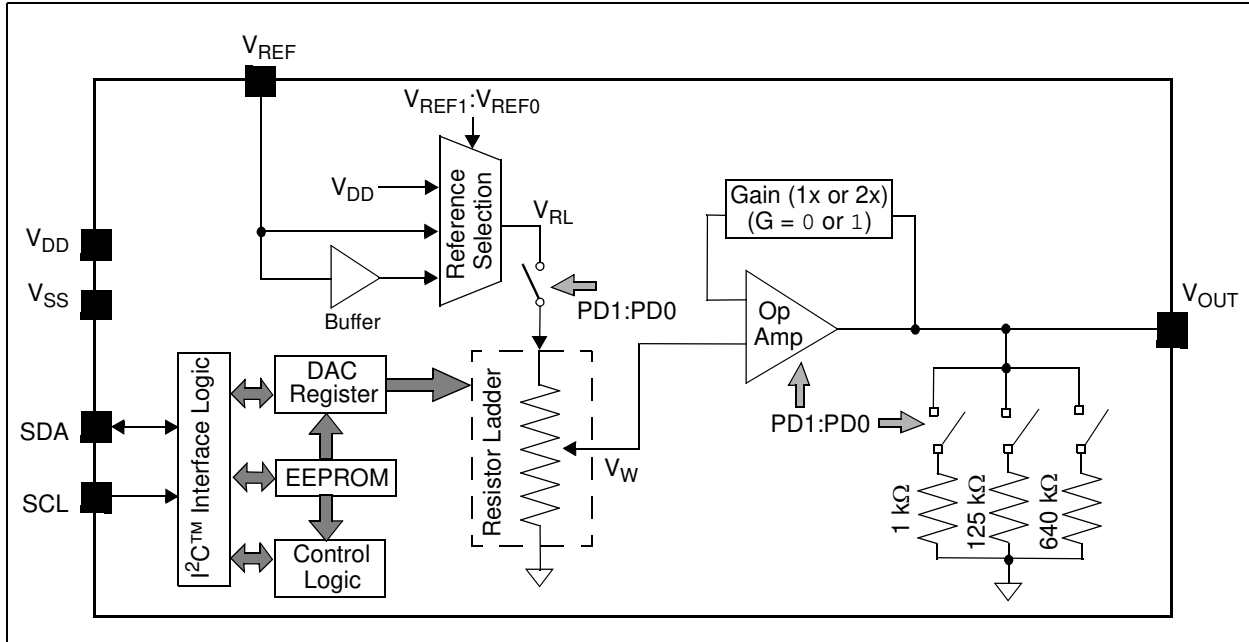 VREF
VREF1:VREF0
VDD
Reference
Selection
VRL
Buffer
PD1:PD0
Gain (1x or 2x)
(G = 0 or 1)
Op
Amp
VOUT
VDD
VSS
SDA
SCL
I2C™ Interface Logic
DAC
Register
EEPROM
Control
Logic
Resistor Ladder
VW
PD1:PD0
1 kΩ
125 kΩ
640 kΩ